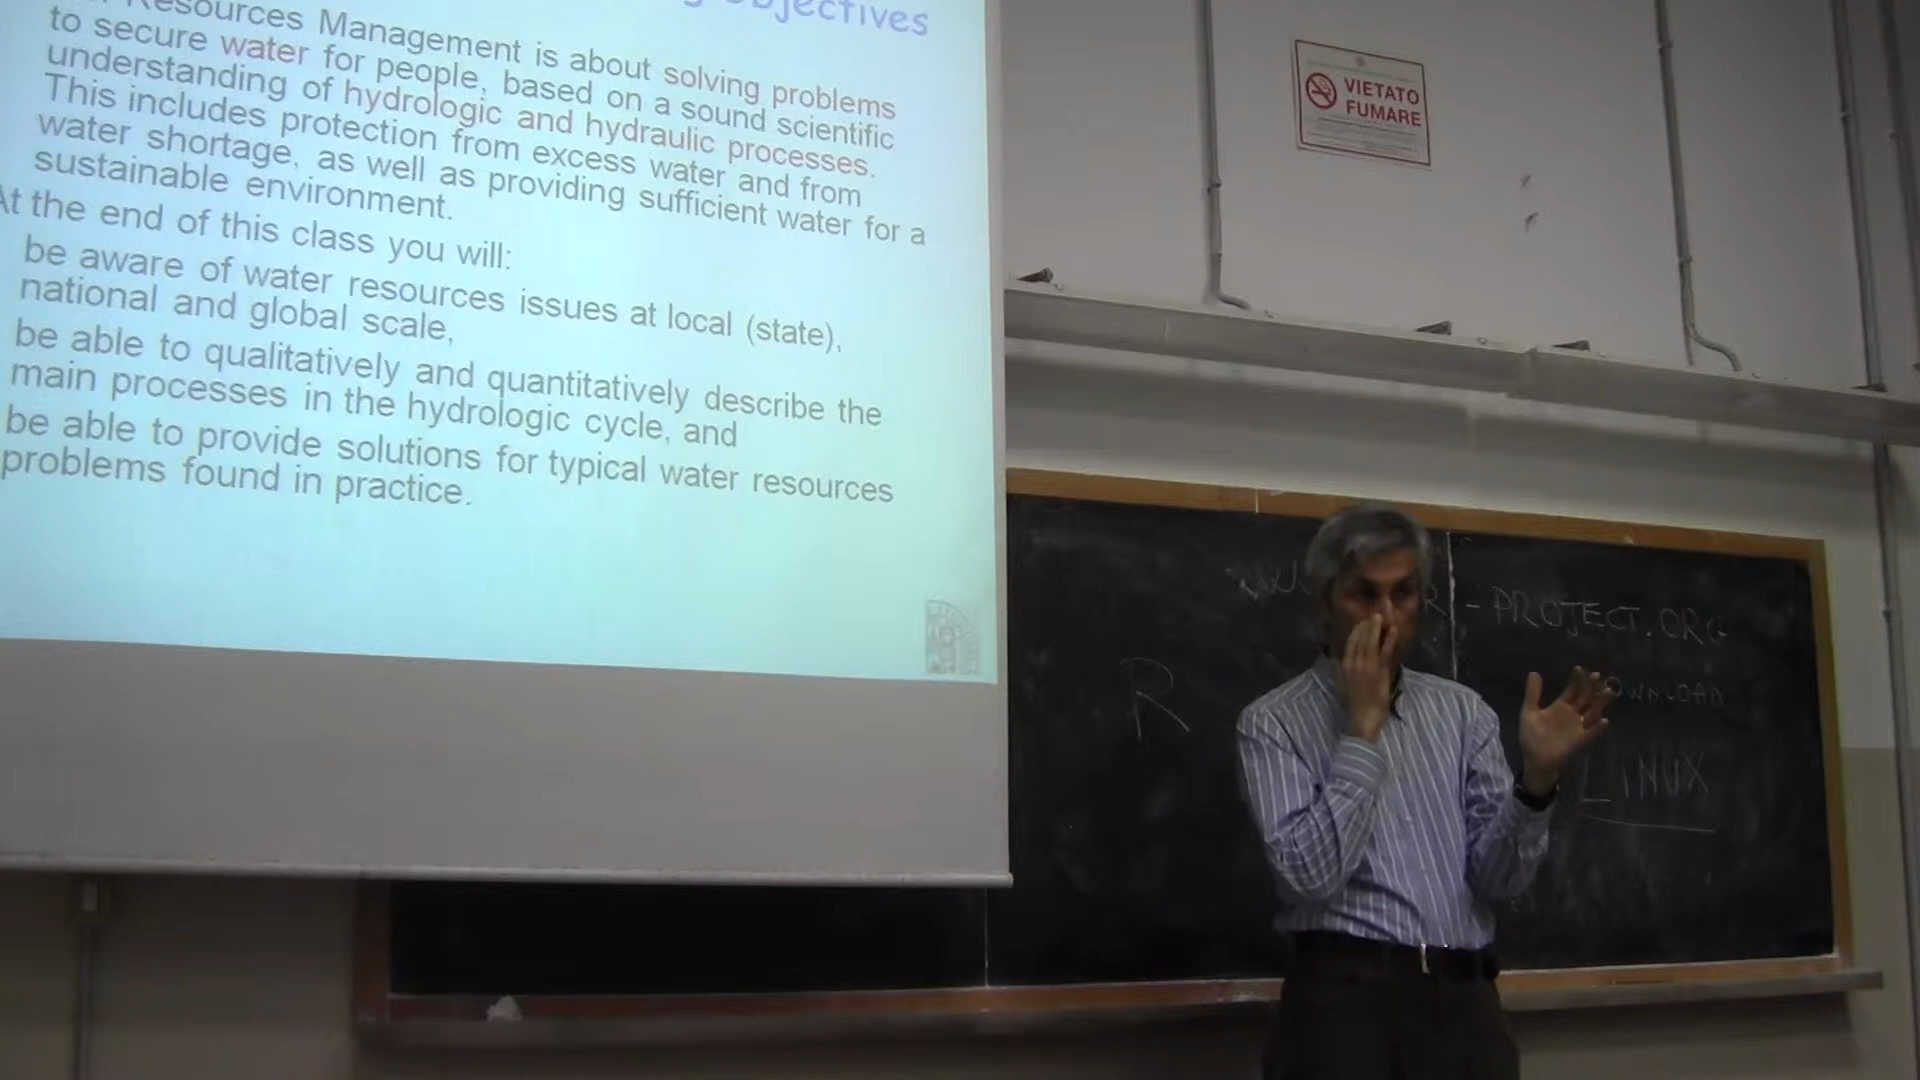 Objectives
Resources Management is about solving problems
to secure water for people, based on a sound scientific
understanding of hydrologic and hydraulic processes.
This includes protection from excess water and from
water shortage, as well as providing sufficient water for a
sustainable environment.
At the end of this class you will:
be aware of water resources issues at local (state),
national and global scale,
be able to qualitatively and quantitatively describe the
main processes in the hydrologic cycle, and
be able to provide solutions for typical water resources
problems found in practice.
VIETATO
FUMARE
R-PROJECT.ORG
R
DOWNLOAD
LINUX